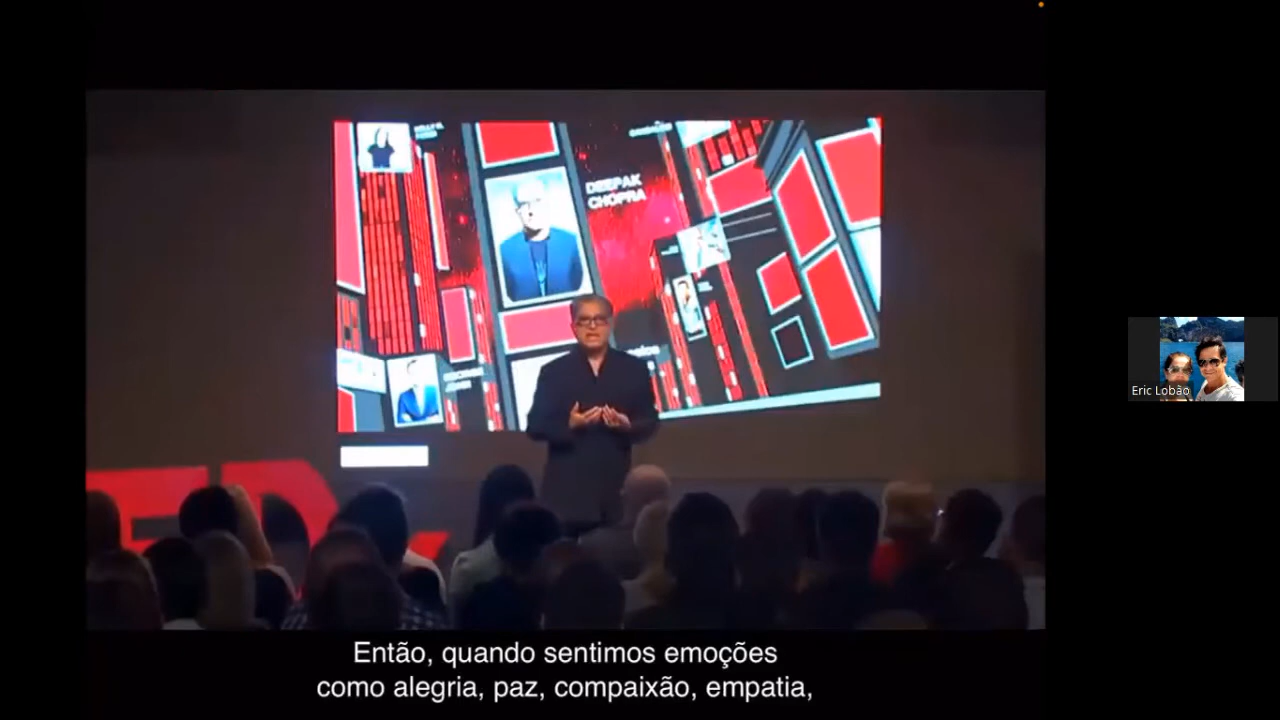 DEEPAK
CHOPRA
Eric Lobão
Então, quando sentimos emoções
como alegria, paz, compaixão, empatia,